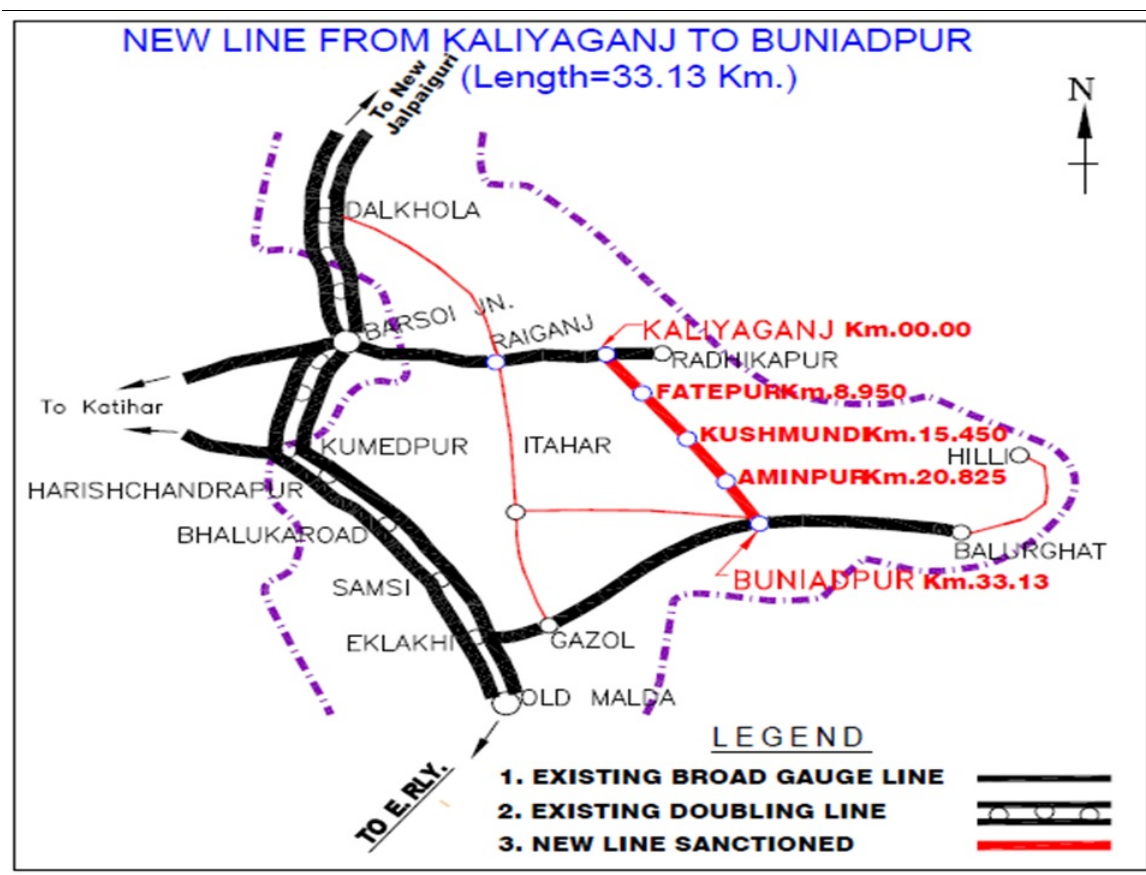 NEW LINE FROM KALIYAGANJ TO BUNIADPUR
(Length=33.13 Km.)
To New
Jalpaiguri
N
DALKHOLA
BARSOI JN.
RAIGANJ
KALIYAGANJ Km.00.00
RADHIKAPUR
To Katihar
FATEPUR Km.8.950
KUSHMUNDI Km.15.450
KUMEDPUR
ITAHAR
HILLI
AMINPUR Km.20.825
HARISHCHANDRAPUR
BHALUKAROAD
BALURGHAT
BUNIADPUR Km.33.13
SAMSI
EKLAKHI
GAZOL
OLD MALDA
TO E.RLY.
LEGEND
1. EXISTING BROAD GAUGE LINE
2. EXISTING DOUBLING LINE
3. NEW LINE SANCTIONED